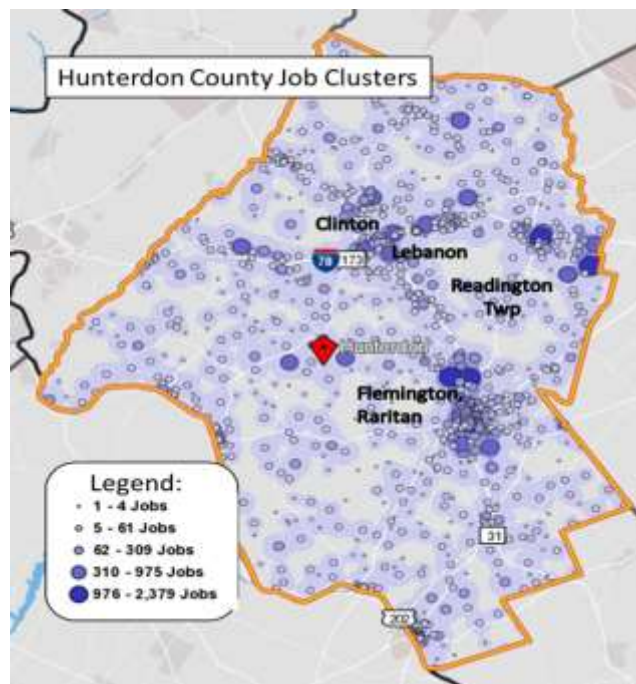 Hunterdon County Job Clusters
Clinton
78 173
Lebanon
Readington
Twp
Hunterdon
Flemington,
Raritan
Legend:
1 - 4 Jobs
5 - 61 Jobs
62 - 309 Jobs
310 - 975 Jobs
976 - 2,379 Jobs
31
202